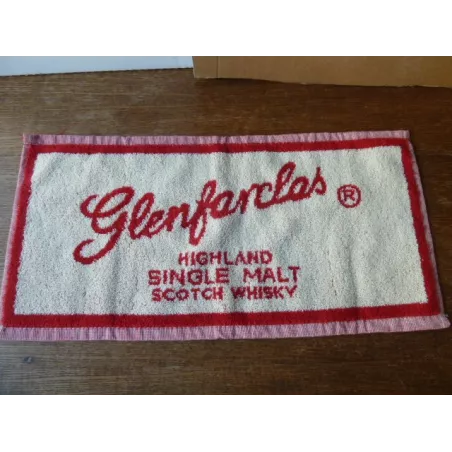 Glenfarclas ®
HIGHLAND
SINGLE MALT
SCOTCH WHISKY